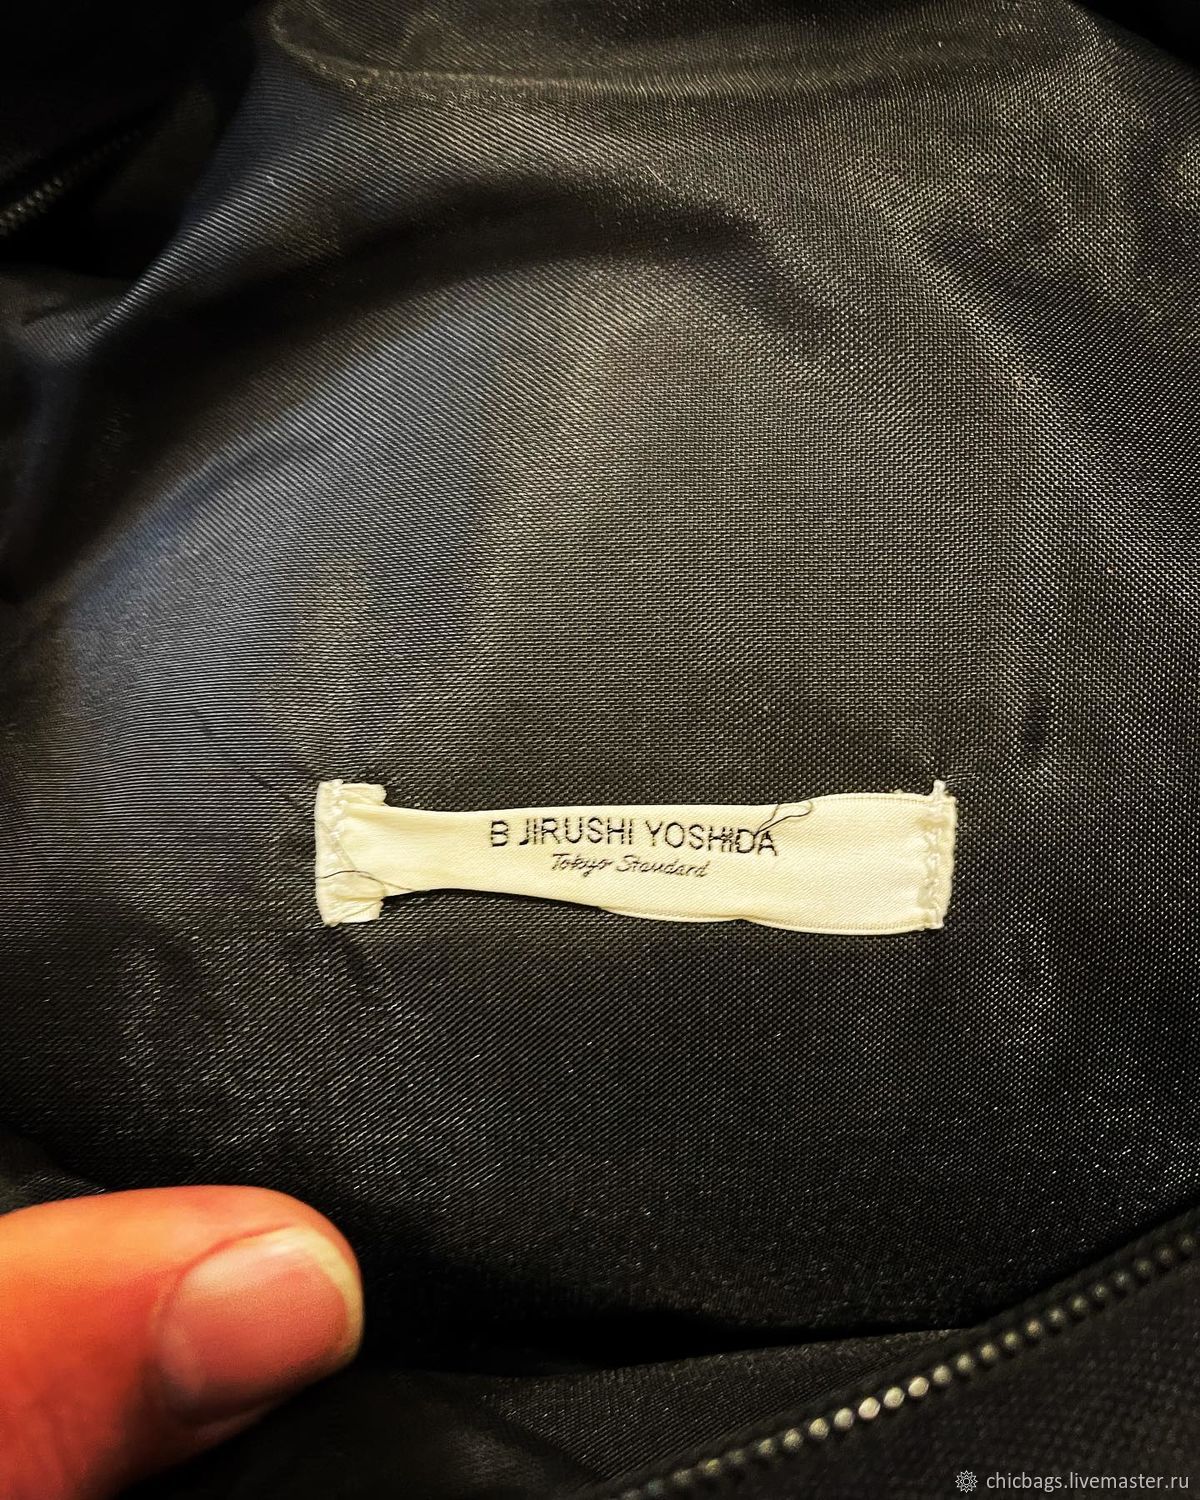 B JIRUSHI YOSHIDA
Tokyo Standard
chicbags.livemaster.ru